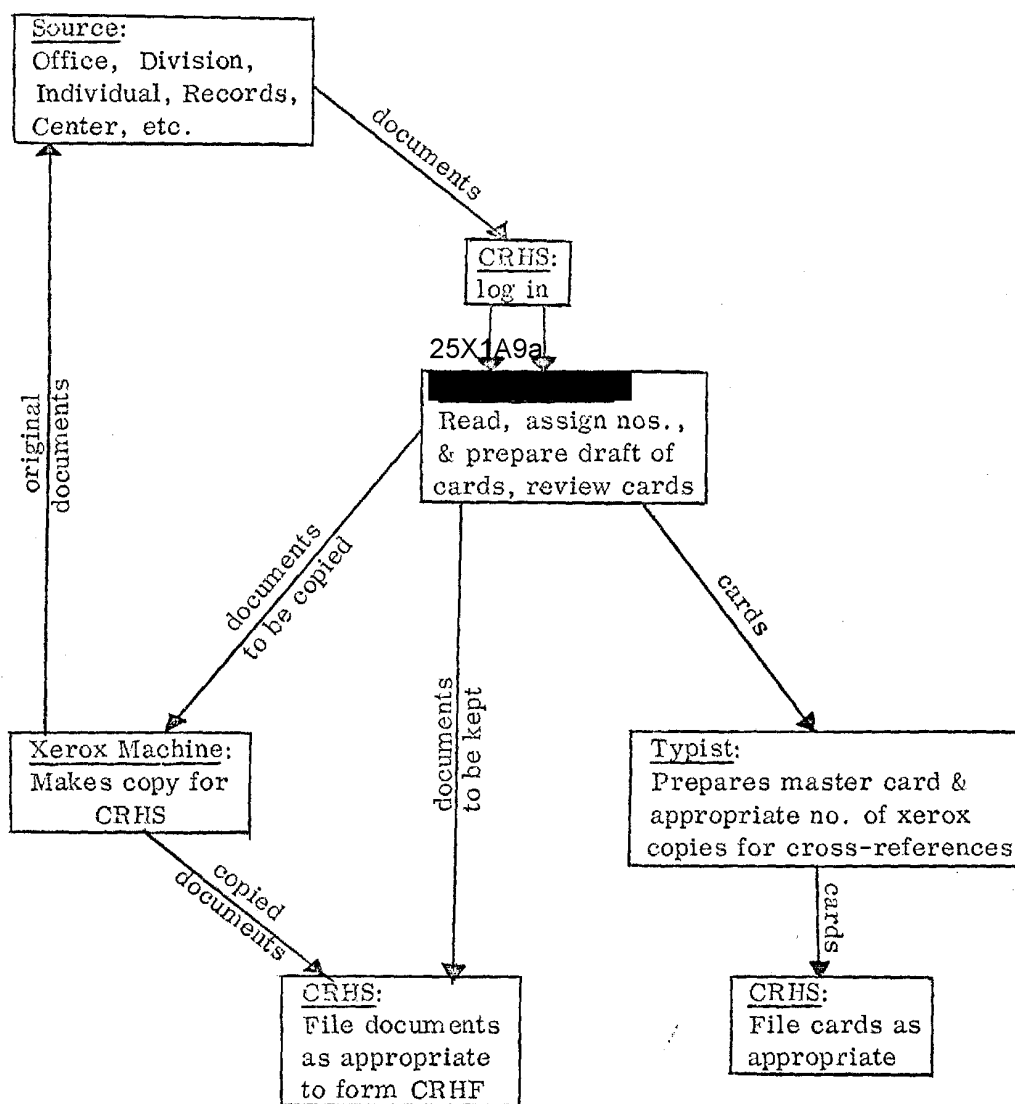 Source:
Office, Division,
Individual, Records,
Center, etc.
documents
CRHS:
log in
25X1A9a
Read, assign nos.,
& prepare draft of
cards, review cards
original
documents
documents
to be copied
documents
to be kept
cards
Xerox Machine:
Makes copy for
CRHS
Typist:
Prepares master card &
appropriate no. of xerox
copies for cross-references
copied
documents
cards
CRHS:
File documents
as appropriate
to form CRHF
CRHS:
File cards as
appropriate